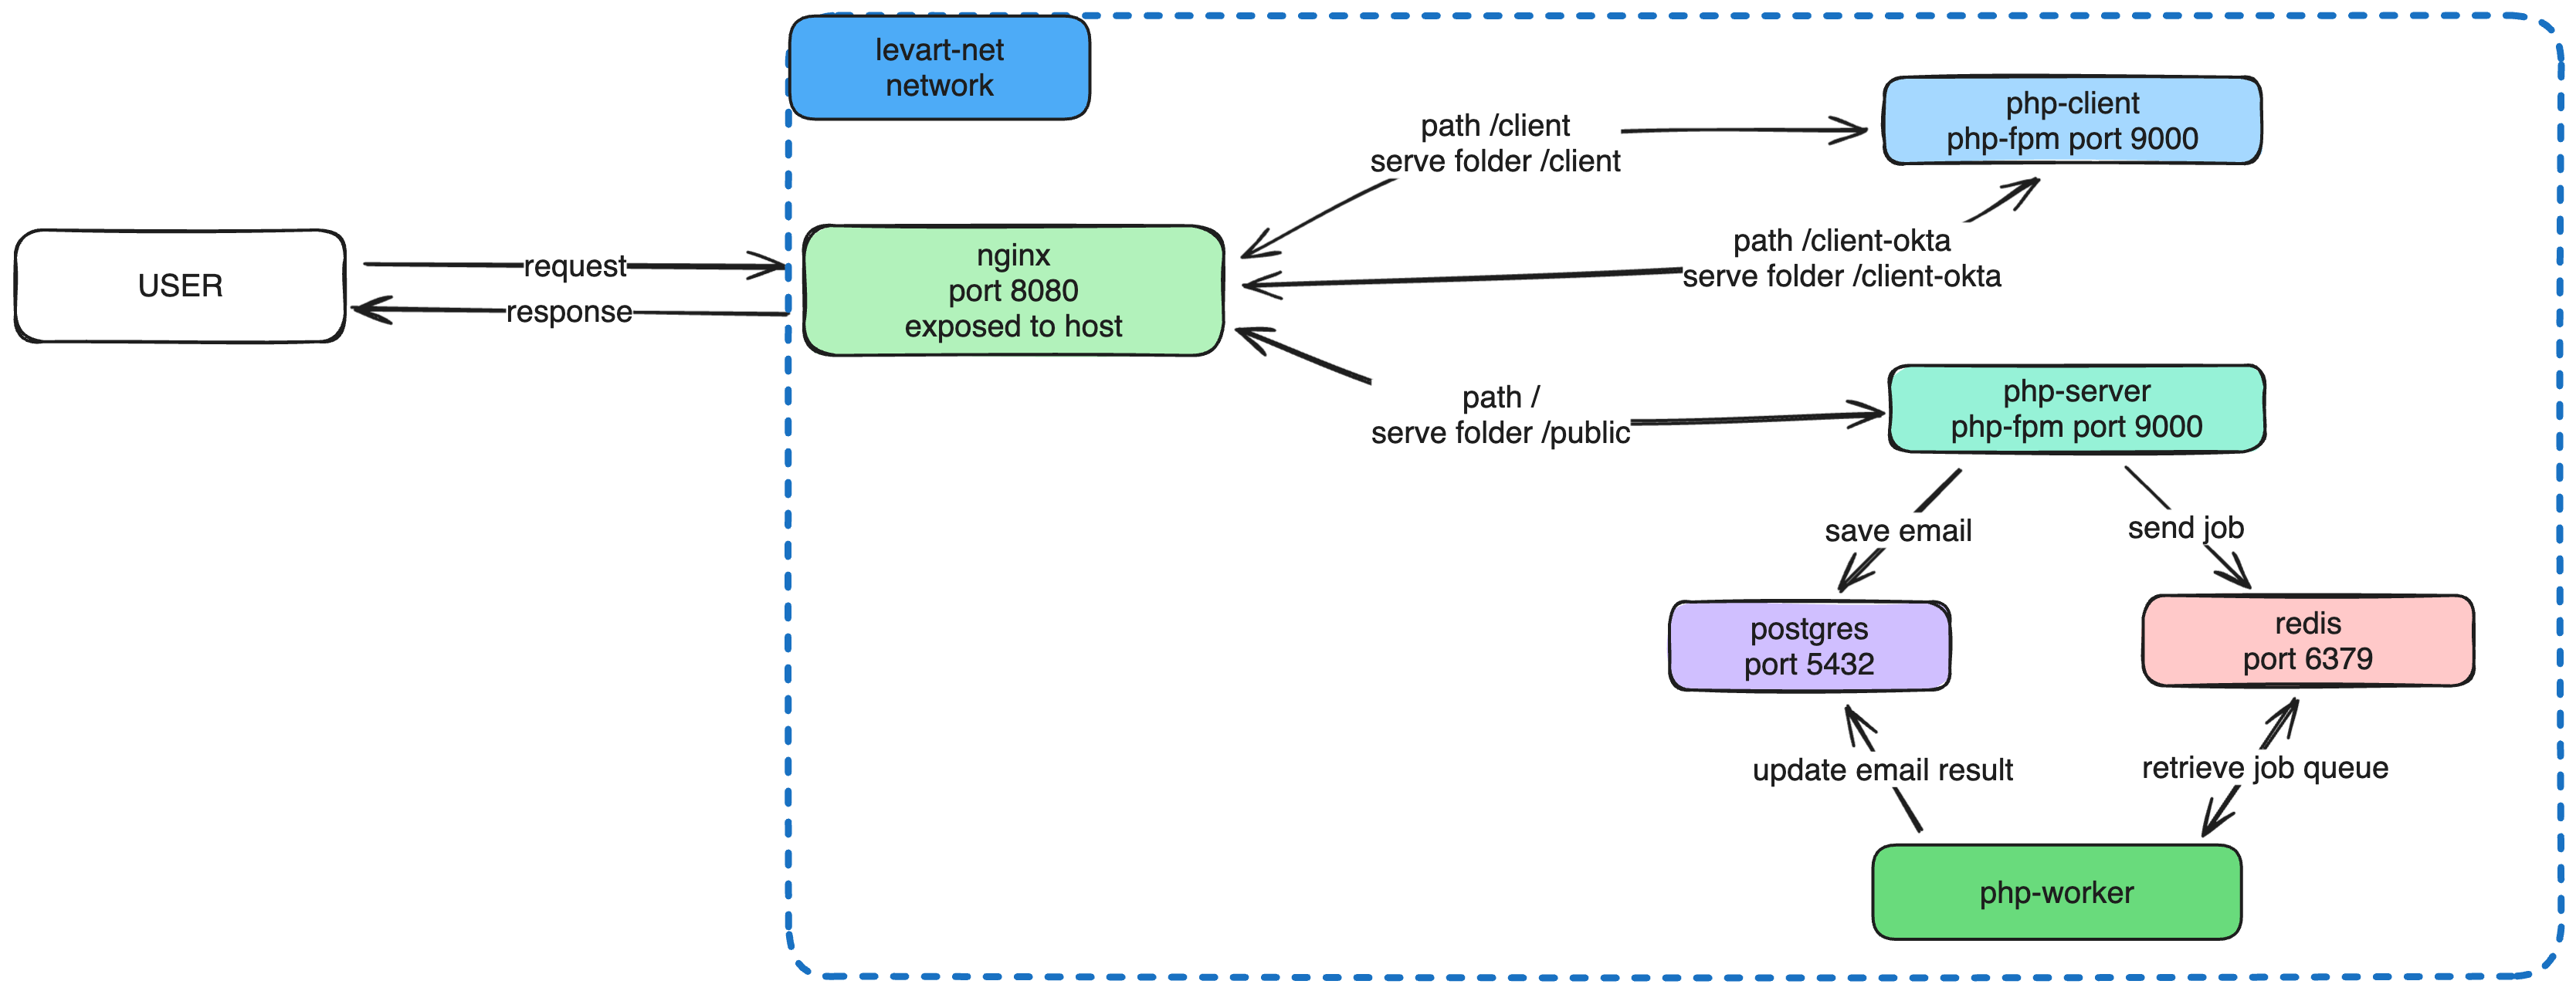 levart-net
network
path /client
serve folder /client
php-client
php-fpm port 9000
USER
request
response
nginx
port 8080
exposed to host
path /client-okta
serve folder /client-okta
path /
serve folder /public
php-server
php-fpm port 9000
save email
send job
postgres
port 5432
redis
port 6379
update email result
retrieve job queue
php-worker